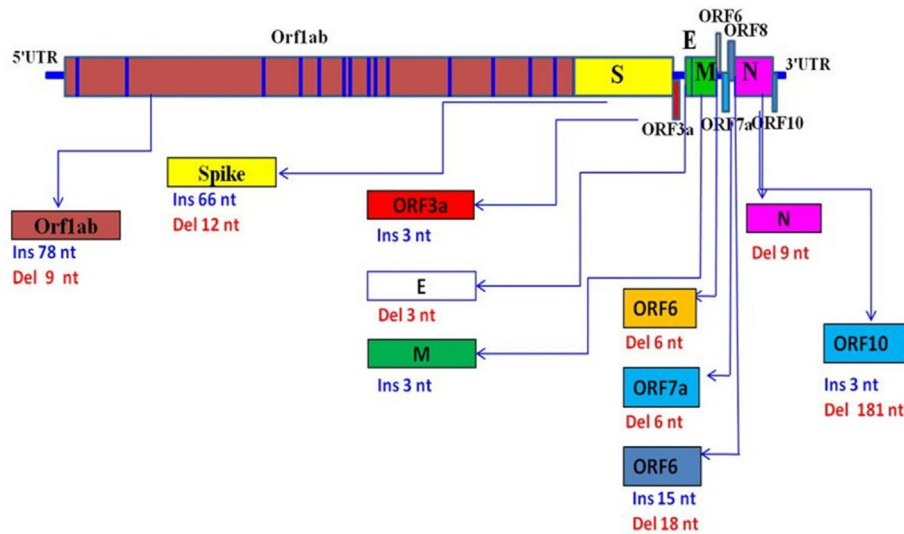 5'UTR
Orf1ab
S
E
M
ORF6
ORF8
N
3'UTR
ORF3a
ORF7a
ORF10
Orf1ab
Ins 78 nt
Del 9 nt
Spike
Ins 66 nt
Del 12 nt
ORF3a
Ins 3 nt
E
Del 3 nt
M
Ins 3 nt
ORF6
Del 6 nt
ORF7a
Del 6 nt
ORF6
Ins 15 nt
Del 18 nt
N
Del 9 nt
ORF10
Ins 3 nt
Del 181 nt